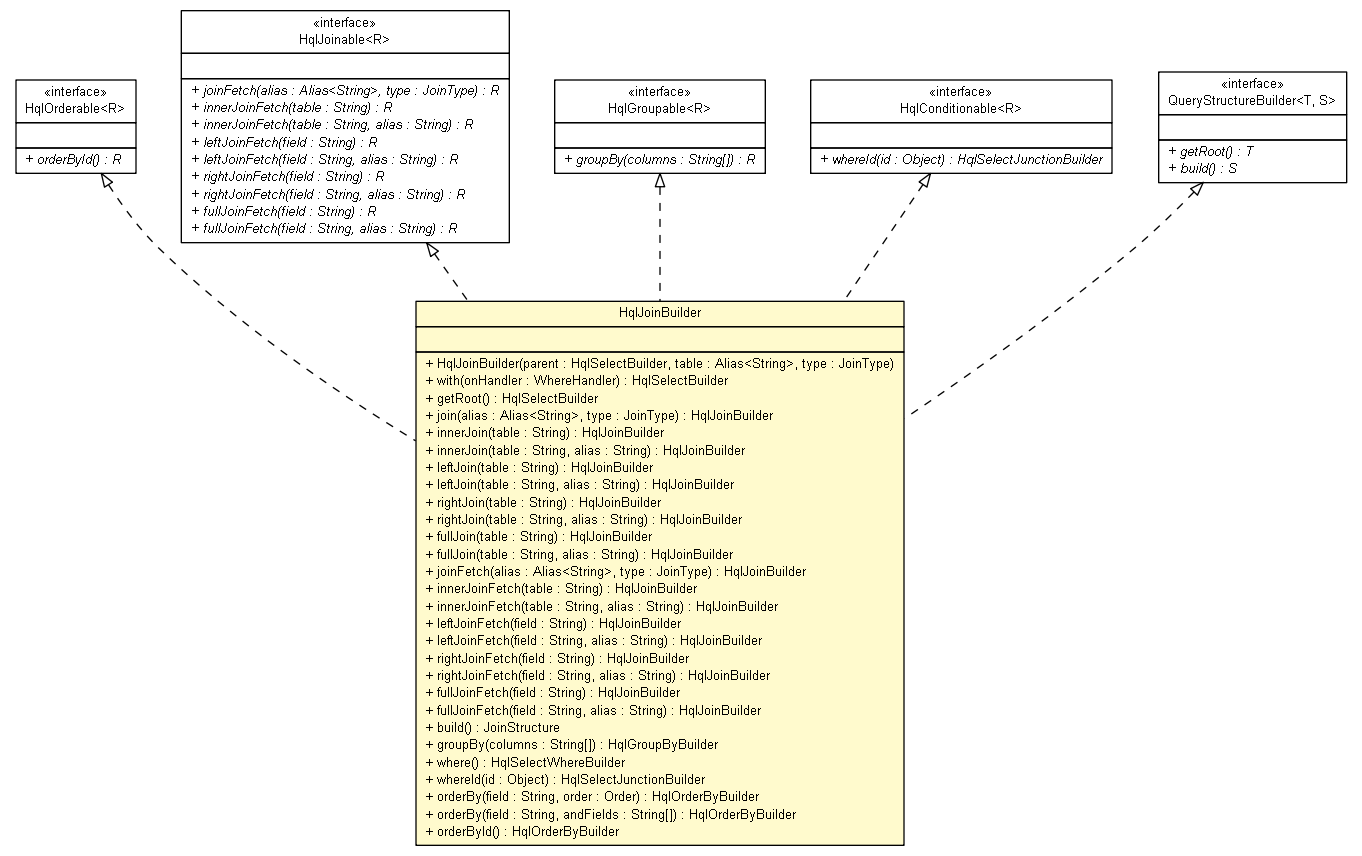 «interface»
HqlOrderable<R>
+ orderById() : R
«interface»
HqlJoinable<R>
+ joinFetch(alias : Alias<String>, type : JoinType) : R
+ innerJoinFetch(table : String) : R
+ innerJoinFetch(table : String, alias : String) : R
+ leftJoinFetch(field : String) : R
+ leftJoinFetch(field : String, alias : String) : R
+ rightJoinFetch(field : String) : R
+ rightJoinFetch(field : String, alias : String) : R
+ fullJoinFetch(field : String) : R
+ fullJoinFetch(field : String, alias : String) : R
«interface»
HqlGroupable<R>
+ groupBy(columns : String[]) : R
«interface»
HqlConditionable<R>
+ whereId(id : Object) : HqlSelectJunctionBuilder
«interface»
QueryStructureBuilder<T, S>
+ getRoot() : T
+ build() : S
HqlJoinBuilder
+ HqlJoinBuilder(parent : HqlSelectBuilder, table : Alias<String>, type : JoinType)
+ with(onHandler : WhereHandler) : HqlSelectBuilder
+ getRoot() : HqlSelectBuilder
+ join(alias : Alias<String>, type : JoinType) : HqlJoinBuilder
+ innerJoin(table : String) : HqlJoinBuilder
+ innerJoin(table : String, alias : String) : HqlJoinBuilder
+ leftJoin(table : String) : HqlJoinBuilder
+ leftJoin(table : String, alias : String) : HqlJoinBuilder
+ rightJoin(table : String) : HqlJoinBuilder
+ rightJoin(table : String, alias : String) : HqlJoinBuilder
+ fullJoin(table : String) : HqlJoinBuilder
+ fullJoin(table : String, alias : String) : HqlJoinBuilder
+ joinFetch(alias : Alias<String>, type : JoinType) : HqlJoinBuilder
+ innerJoinFetch(table : String) : HqlJoinBuilder
+ innerJoinFetch(table : String, alias : String) : HqlJoinBuilder
+ leftJoinFetch(field : String) : HqlJoinBuilder
+ leftJoinFetch(field : String, alias : String) : HqlJoinBuilder
+ rightJoinFetch(field : String) : HqlJoinBuilder
+ rightJoinFetch(field : String, alias : String) : HqlJoinBuilder
+ fullJoinFetch(field : String) : HqlJoinBuilder
+ fullJoinFetch(field : String, alias : String) : HqlJoinBuilder
+ build() : JoinStructure
+ groupBy(columns : String[]) : HqlGroupByBuilder
+ where() : HqlSelectWhereBuilder
+ whereId(id : Object) : HqlSelectJunctionBuilder
+ orderBy(field : String, order : Order) : HqlOrderByBuilder
+ orderBy(field : String, andFields : String[]) : HqlOrderByBuilder
+ orderById() : HqlOrderByBuilder